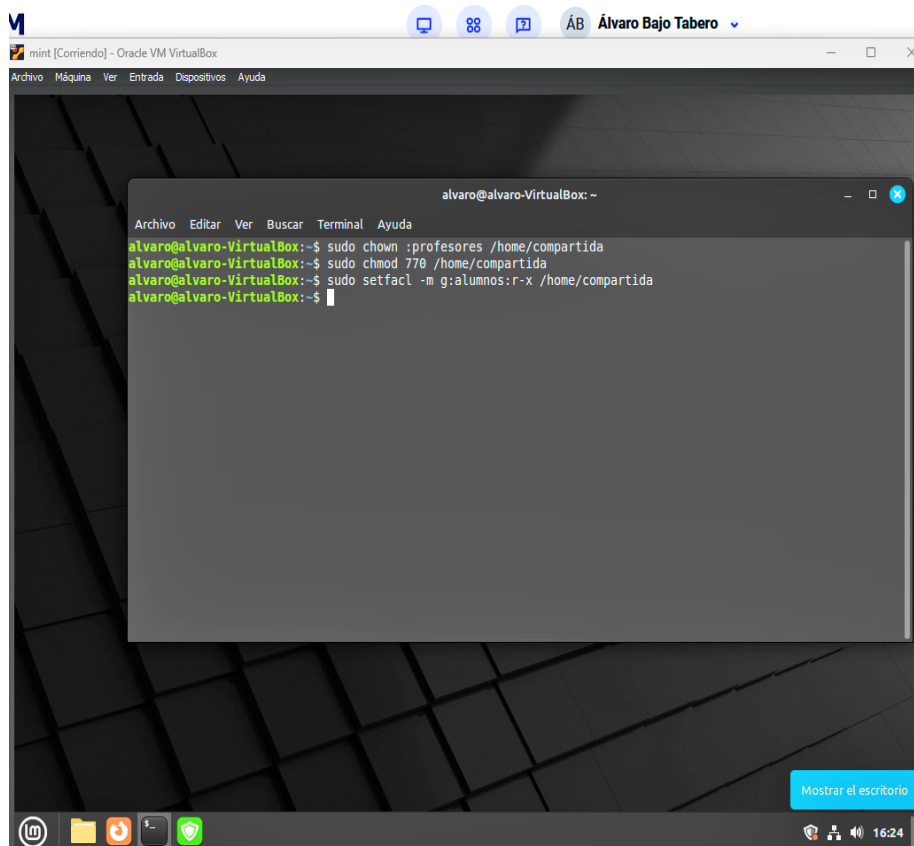 M
ÁB Álvaro Bajo Tabero
mint [Corriendo] - Oracle VM VirtualBox
Archivo Máquina Ver Entrada Dispositivos Ayuda
alvaro@alvaro-VirtualBox: ~
Archivo Editar Ver Buscar Terminal Ayuda
alvaro@alvaro-VirtualBox:~$ sudo chown :profesores /home/compartida
alvaro@alvaro-VirtualBox:~$ sudo chmod 770 /home/compartida
alvaro@alvaro-VirtualBox:~$ sudo setfacl -m g:alumnos:r-x /home/compartida
alvaro@alvaro-VirtualBox:~$
Mostrar el escritorio
16:24